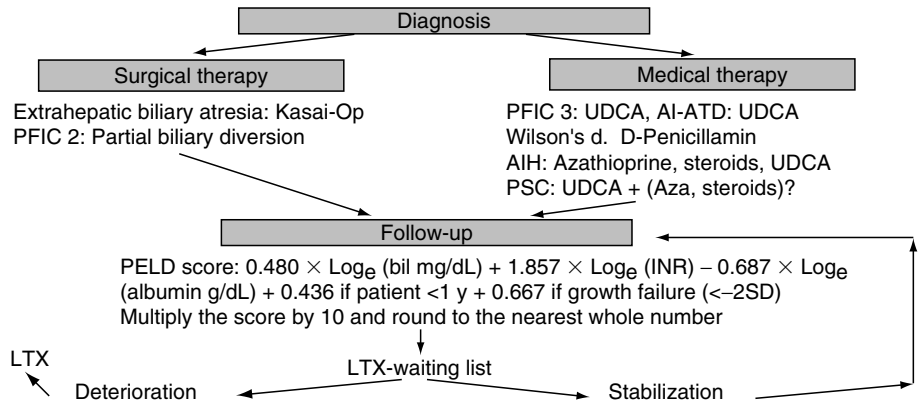 Diagnosis
Surgical therapy
Medical therapy
Extrahepatic biliary atresia: Kasai-Op
PFIC 2: Partial biliary diversion
PFIC 3: UDCA, AI-ATD: UDCA
Wilson's d. D-Penicillamin
AIH: Azathioprine, steroids, UDCA
PSC: UDCA + (Aza, steroids)?
Follow-up
PELD score: 0.480 × Logₑ (bil mg/dL) + 1.857 × Logₑ (INR) – 0.687 × Logₑ
(albumin g/dL) + 0.436 if patient <1 y + 0.667 if growth failure (<–2SD)
Multiply the score by 10 and round to the nearest whole number
LTX-waiting list
LTX
Deterioration
Stabilization